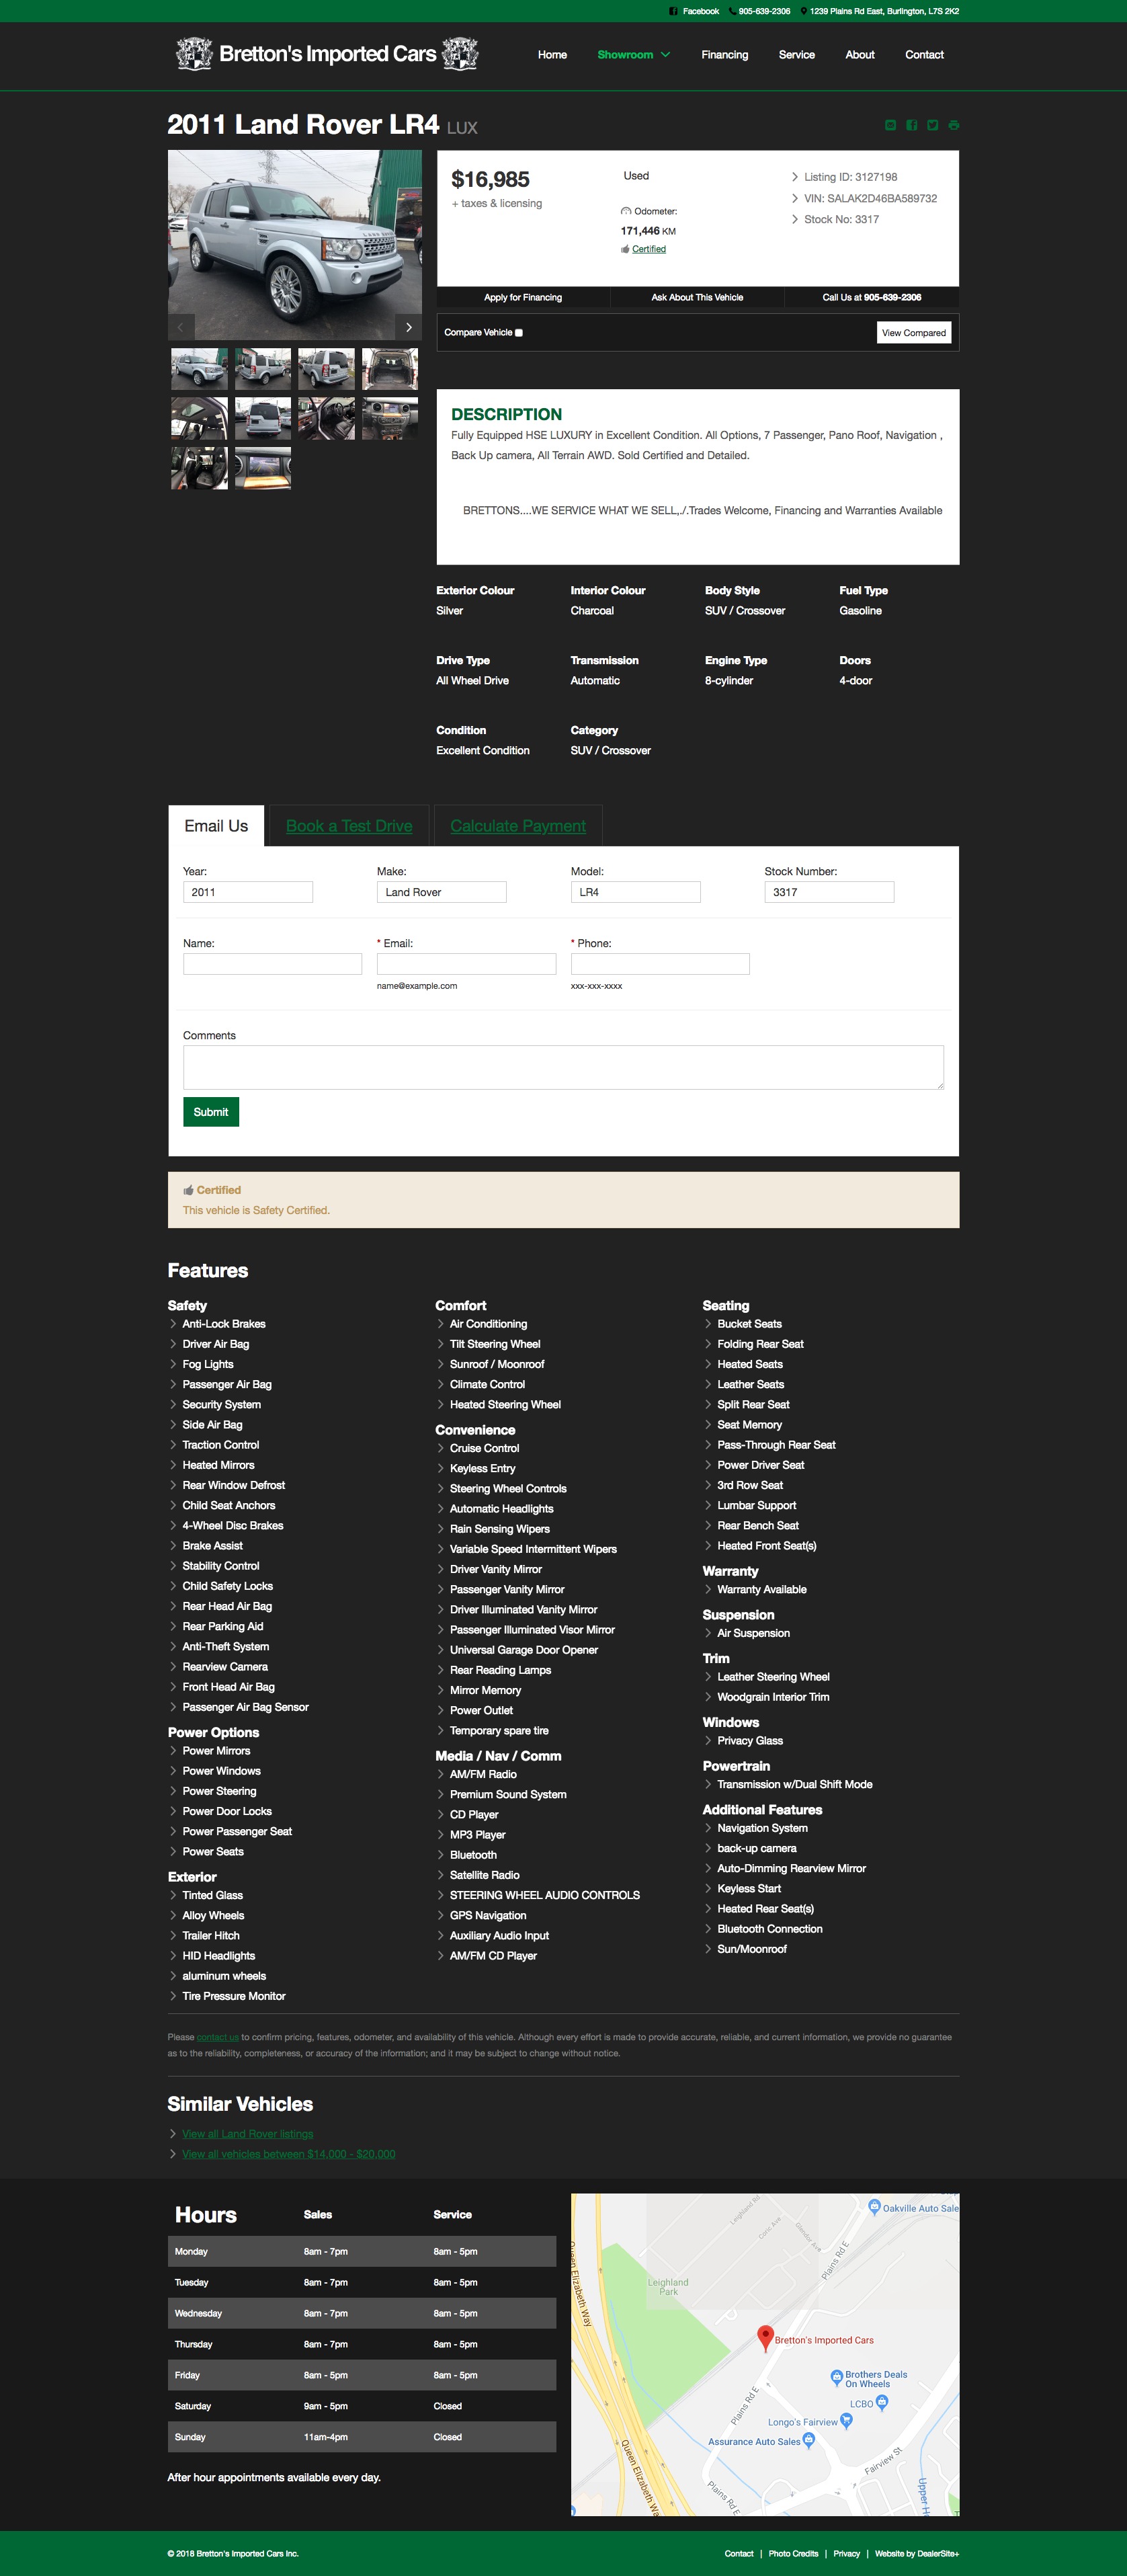 Facebook 905-639-2306 1239 Plains Rd East, Burlington, L7S 2K2
Bretton's Imported Cars
Home Showroom Financing Service About Contact
2011 Land Rover LR4 LUX
$16,985
+ taxes & licensing
Used
Odometer:
171,446 KM
Certified
Listing ID: 3127198
VIN: SALAK2D46BA589732
Stock No: 3317
Apply for Financing Ask About This Vehicle Call Us at 905-639-2306
Compare Vehicle View Compared
DESCRIPTION
Fully Equipped HSE LUXURY in Excellent Condition. All Options, 7 Passenger, Pano Roof, Navigation ,
Back Up camera, All Terrain AWD. Sold Certified and Detailed.
BRETTONS....WE SERVICE WHAT WE SELL,./.Trades Welcome, Financing and Warranties Available
Exterior Colour Interior Colour Body Style Fuel Type
Silver Charcoal SUV / Crossover Gasoline
Drive Type Transmission Engine Type Doors
All Wheel Drive Automatic 8-cylinder 4-door
Condition Category
Excellent Condition SUV / Crossover
Email Us Book a Test Drive Calculate Payment
Year: Make: Model: Stock Number:
2011 Land Rover LR4 3317
Name: * Email: * Phone:
name@example.com xxx-xxx-xxxx
Comments
Submit
Certified
This vehicle is Safety Certified.
Features
Safety
Anti-Lock Brakes
Driver Air Bag
Fog Lights
Passenger Air Bag
Security System
Side Air Bag
Traction Control
Heated Mirrors
Rear Window Defrost
Child Seat Anchors
4-Wheel Disc Brakes
Brake Assist
Stability Control
Child Safety Locks
Rear Head Air Bag
Rear Parking Aid
Anti-Theft System
Rearview Camera
Front Head Air Bag
Passenger Air Bag Sensor
Power Options
Power Mirrors
Power Windows
Power Steering
Power Door Locks
Power Passenger Seat
Power Seats
Exterior
Tinted Glass
Alloy Wheels
Trailer Hitch
HID Headlights
aluminum wheels
Tire Pressure Monitor
Comfort
Air Conditioning
Tilt Steering Wheel
Sunroof / Moonroof
Climate Control
Heated Steering Wheel
Convenience
Cruise Control
Keyless Entry
Steering Wheel Controls
Automatic Headlights
Rain Sensing Wipers
Variable Speed Intermittent Wipers
Driver Vanity Mirror
Passenger Vanity Mirror
Driver Illuminated Vanity Mirror
Passenger Illuminated Visor Mirror
Universal Garage Door Opener
Rear Reading Lamps
Mirror Memory
Power Outlet
Temporary spare tire
Media / Nav / Comm
AM/FM Radio
Premium Sound System
CD Player
MP3 Player
Bluetooth
Satellite Radio
STEERING WHEEL AUDIO CONTROLS
GPS Navigation
Auxiliary Audio Input
AM/FM CD Player
Seating
Bucket Seats
Folding Rear Seat
Heated Seats
Leather Seats
Split Rear Seat
Seat Memory
Pass-Through Rear Seat
Power Driver Seat
3rd Row Seat
Lumbar Support
Rear Bench Seat
Heated Front Seat(s)
Warranty
Warranty Available
Suspension
Air Suspension
Trim
Leather Steering Wheel
Woodgrain Interior Trim
Windows
Privacy Glass
Powertrain
Transmission w/Dual Shift Mode
Additional Features
Navigation System
back-up camera
Auto-Dimming Rearview Mirror
Keyless Start
Heated Rear Seat(s)
Bluetooth Connection
Sun/Moonroof
Please contact us to confirm pricing, features, odometer, and availability of this vehicle. Although every effort is made to provide accurate, reliable, and current information, we provide no guarantee
as to the reliability, completeness, or accuracy of the information; and it may be subject to change without notice.
Similar Vehicles
View all Land Rover listings
View all vehicles between $14,000 - $20,000
Hours Sales Service
Monday 8am - 7pm 8am - 5pm
Tuesday 8am - 7pm 8am - 5pm
Wednesday 8am - 7pm 8am - 5pm
Thursday 8am - 7pm 8am - 5pm
Friday 8am - 5pm 8am - 5pm
Saturday 9am - 5pm Closed
Sunday 11am-4pm Closed
After hour appointments available every day.
Oakville Auto Sale
Leighland Rd
Plains Rd E
Queen Elizabeth Way
Leighland
Park
Bretton's Imported Cars
Brothers Deals
On Wheels
LCBO
Plains Rd E
Longo's Fairview
Assurance Auto Sales
Fairview St
Queen Elizabeth Wa
Plains Rd E
Upper H
© 2018 Bretton's Imported Cars Inc.
Contact | Photo Credits | Privacy | Website by DealerSite+